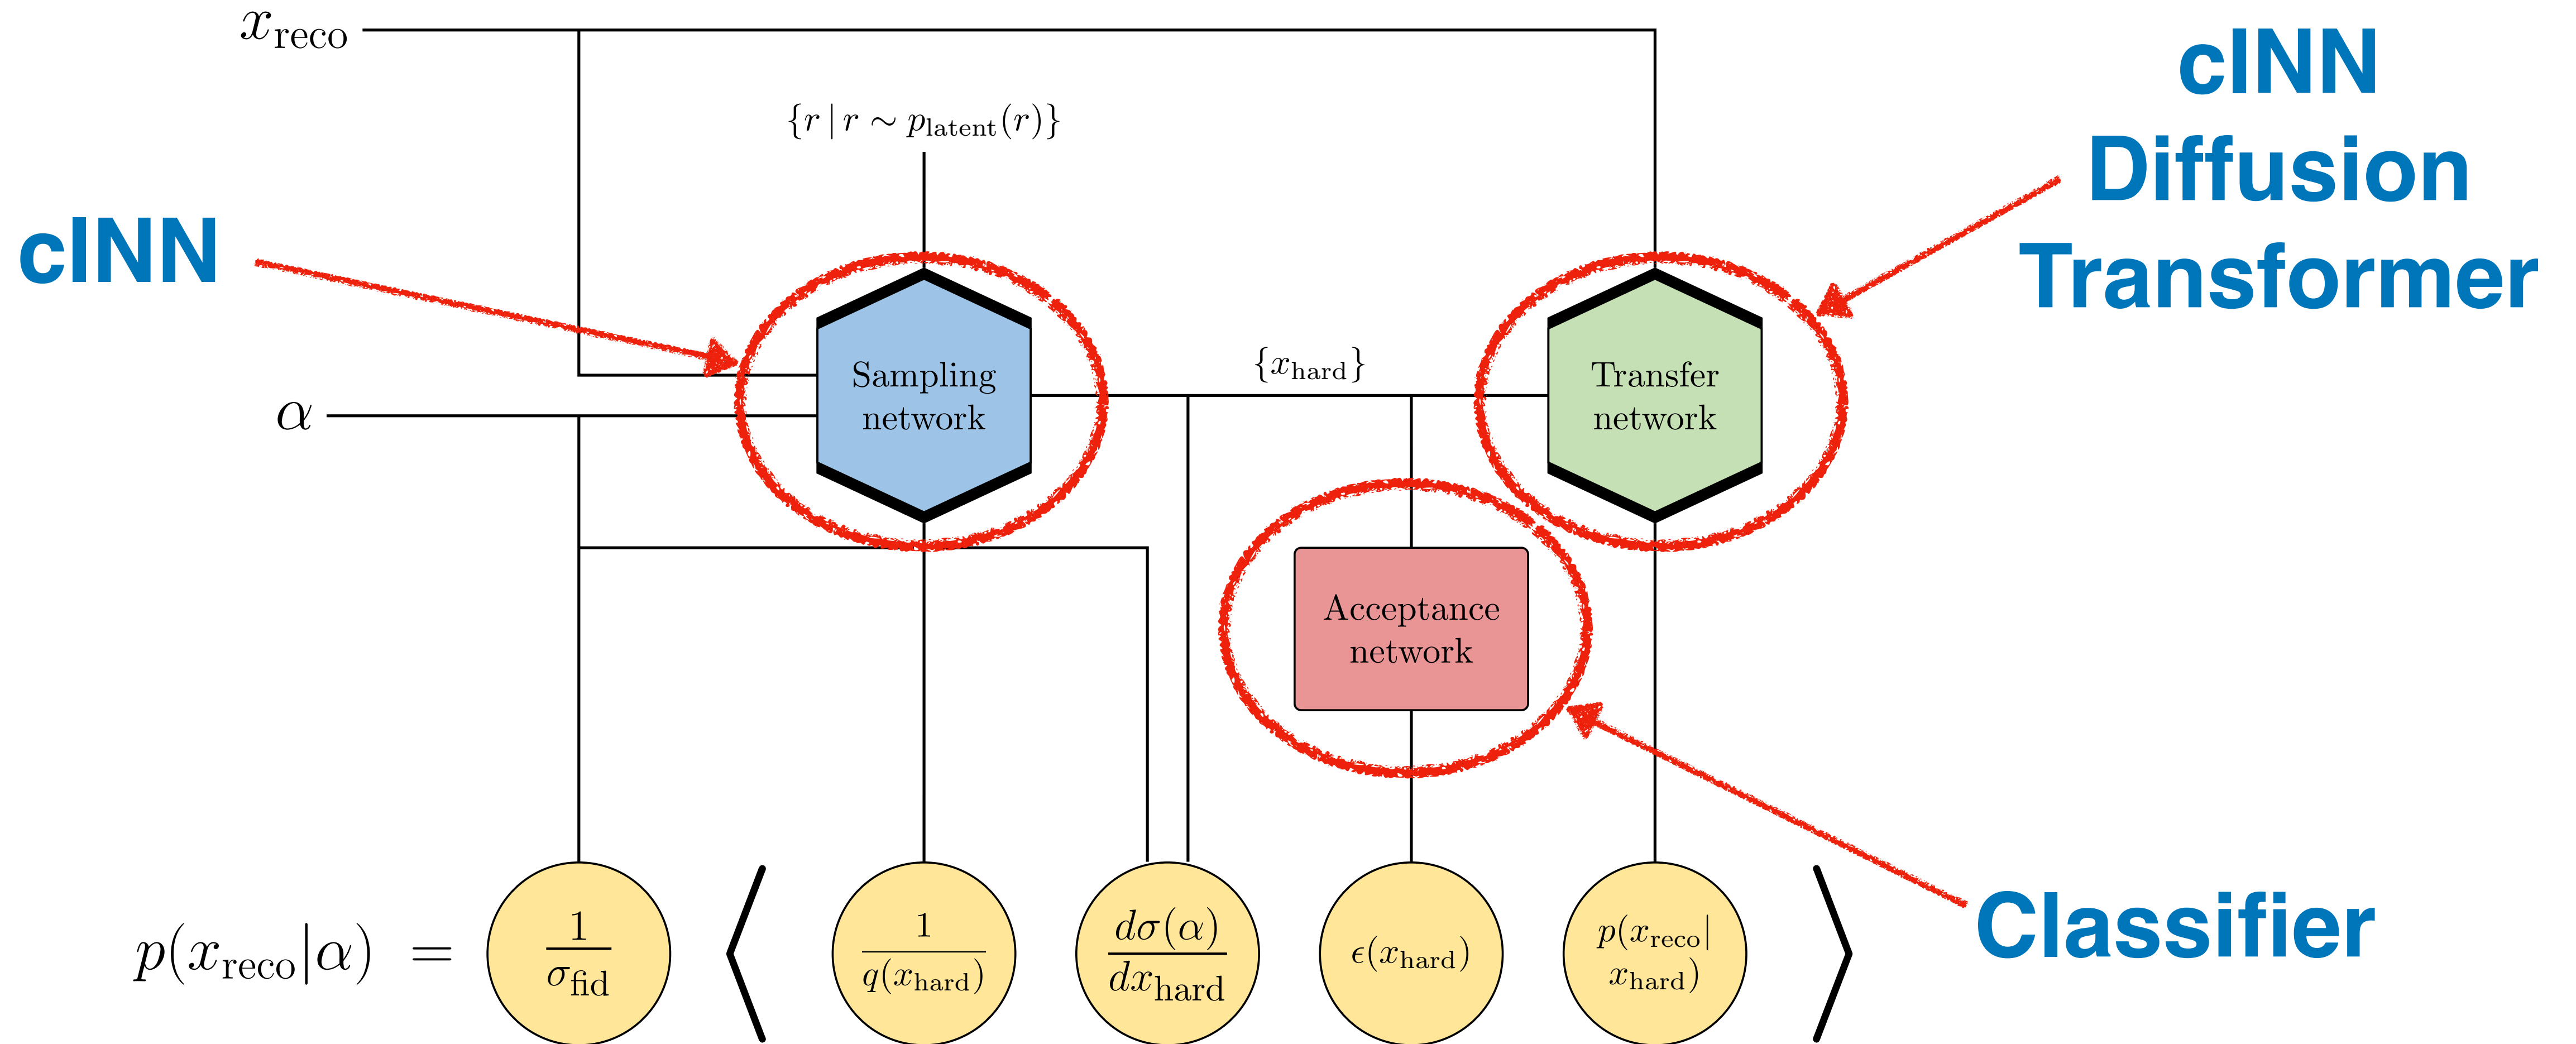 x_reco
cINN
Diffusion
Transformer
{r | r ∼ p_latent(r)}
cINN
{x_hard}
Sampling
network
Transfer
network
α
Acceptance
network
Classifier
p(x_reco|α) = 1/σ_fid ⟨ 1/q(x_hard) dσ(α)/dx_hard ϵ(x_hard) p(x_reco| x_hard) ⟩